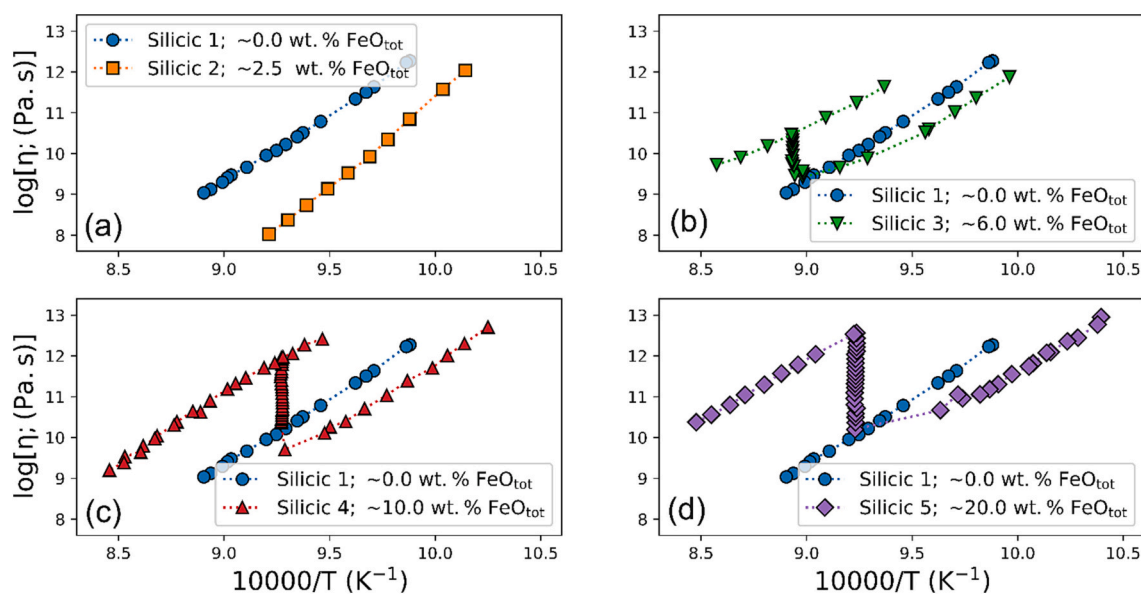 13
12
11
10
9
8
log[η; (Pa. s)]
Silicic 1; ~0.0 wt. % FeOtot
Silicic 2; ~2.5 wt. % FeOtot
(a)
8.5 9.0 9.5 10.0 10.5
13
12
11
10
9
8
Silicic 1; ~0.0 wt. % FeOtot
Silicic 3; ~6.0 wt. % FeOtot
(b)
8.5 9.0 9.5 10.0 10.5
13
12
11
10
9
8
log[η; (Pa. s)]
Silicic 1; ~0.0 wt. % FeOtot
Silicic 4; ~10.0 wt. % FeOtot
(c)
8.5 9.0 9.5 10.0 10.5
10000/T (K⁻¹)
13
12
11
10
9
8
Silicic 1; ~0.0 wt. % FeOtot
Silicic 5; ~20.0 wt. % FeOtot
(d)
8.5 9.0 9.5 10.0 10.5
10000/T (K⁻¹)